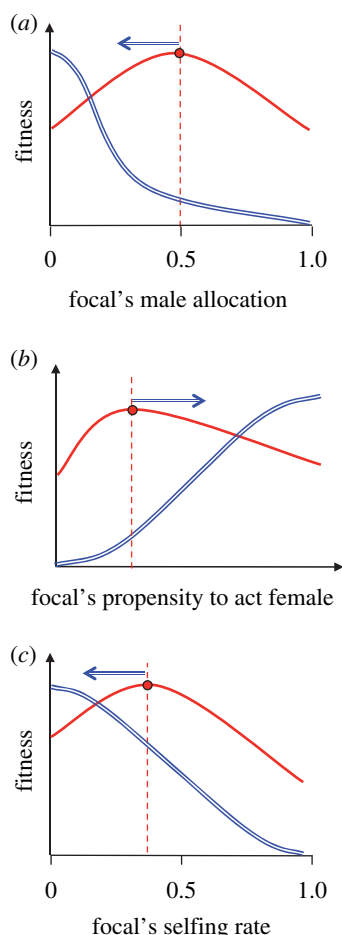 (a)
fitness
0
0.5
1.0
focal's male allocation
(b)
fitness
focal's propensity to act female
(c)
fitness
0
0.5
1.0
focal's selfing rate